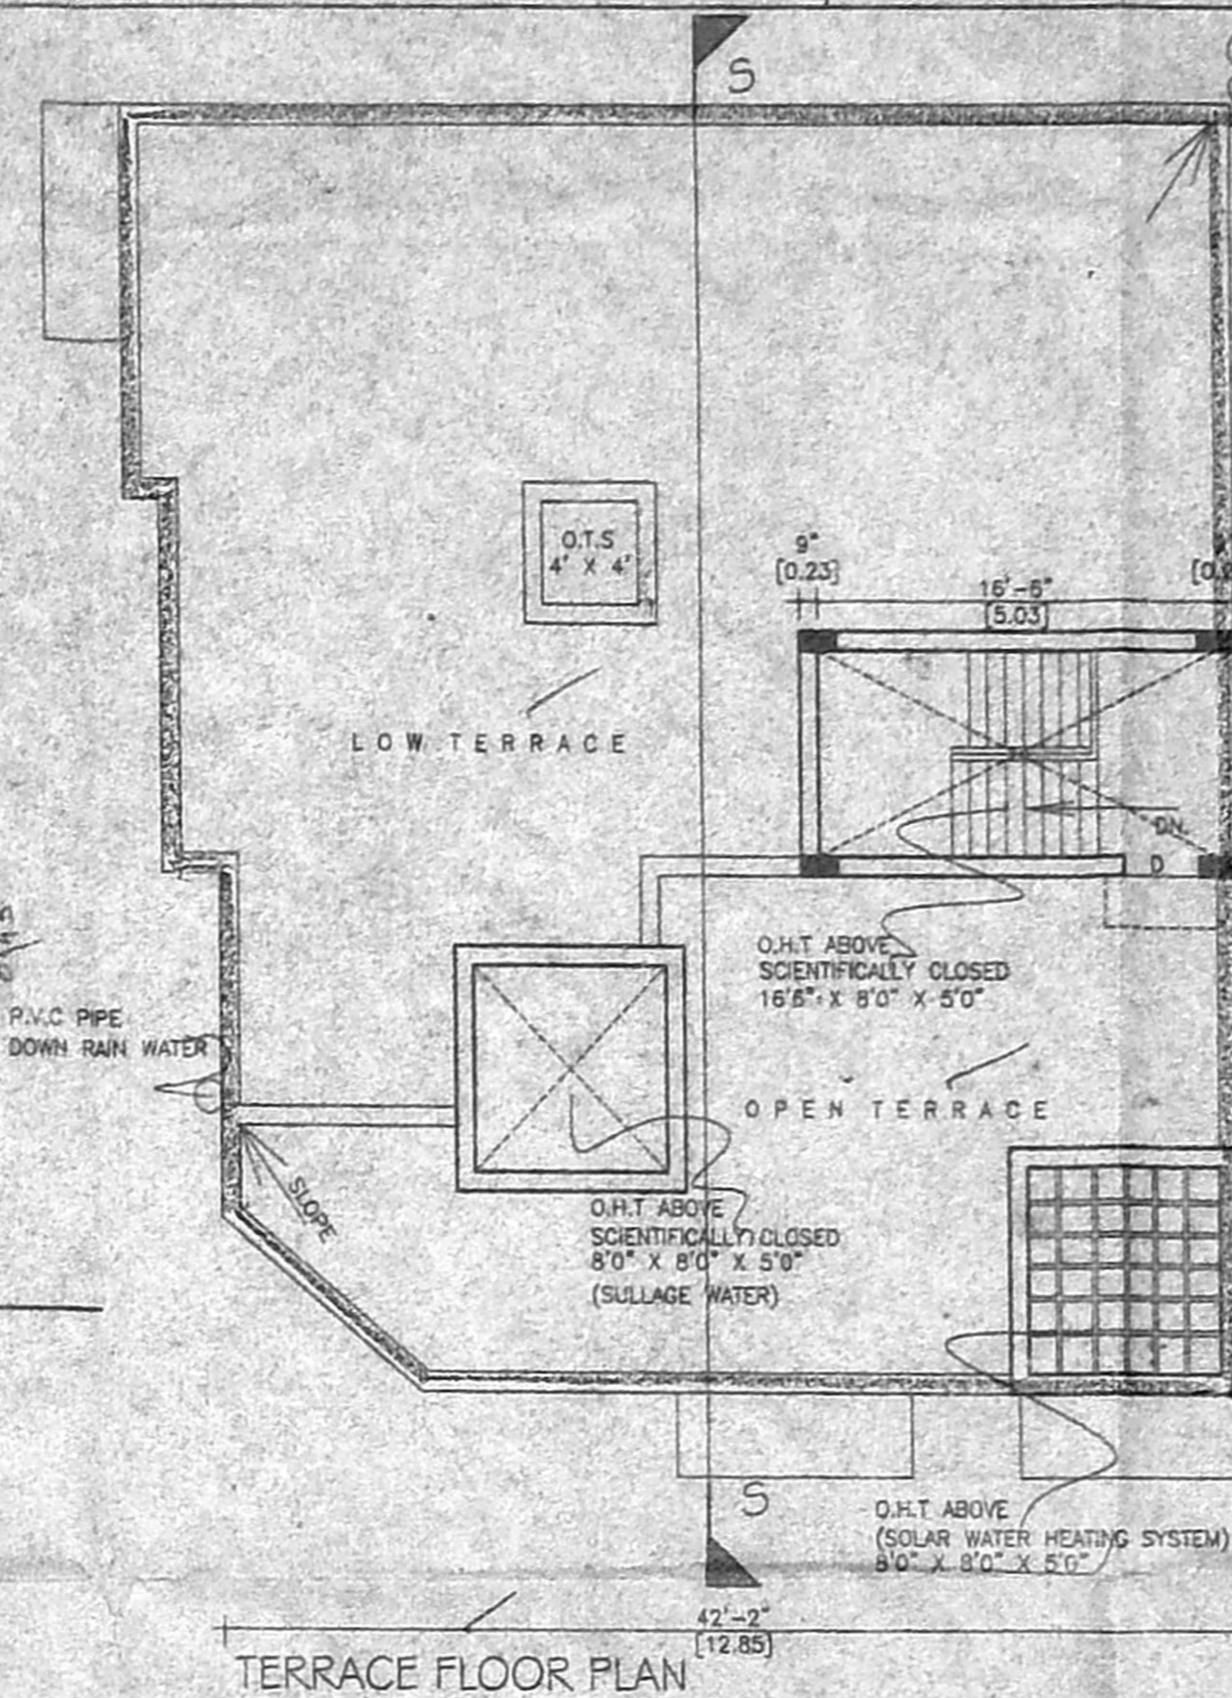 S
O.T.S
4' X 4'
9"
[0.23]
16'-6"
[5.03]
LOW TERRACE
DN.
D
O.H.T ABOVE
SCIENTIFICALLY CLOSED
16'6" X 8'0" X 5'0"
P.V.C PIPE
DOWN RAIN WATER
OPEN TERRACE
SLOPE
O.H.T ABOVE
SCIENTIFICALLY CLOSED
8'0" X 8'0" X 5'0"
(SULLAGE WATER)
S
O.H.T ABOVE
(SOLAR WATER HEATING SYSTEM)
8'0" X 8'0" X 5'0"
42'-2"
[12.85]
TERRACE FLOOR PLAN